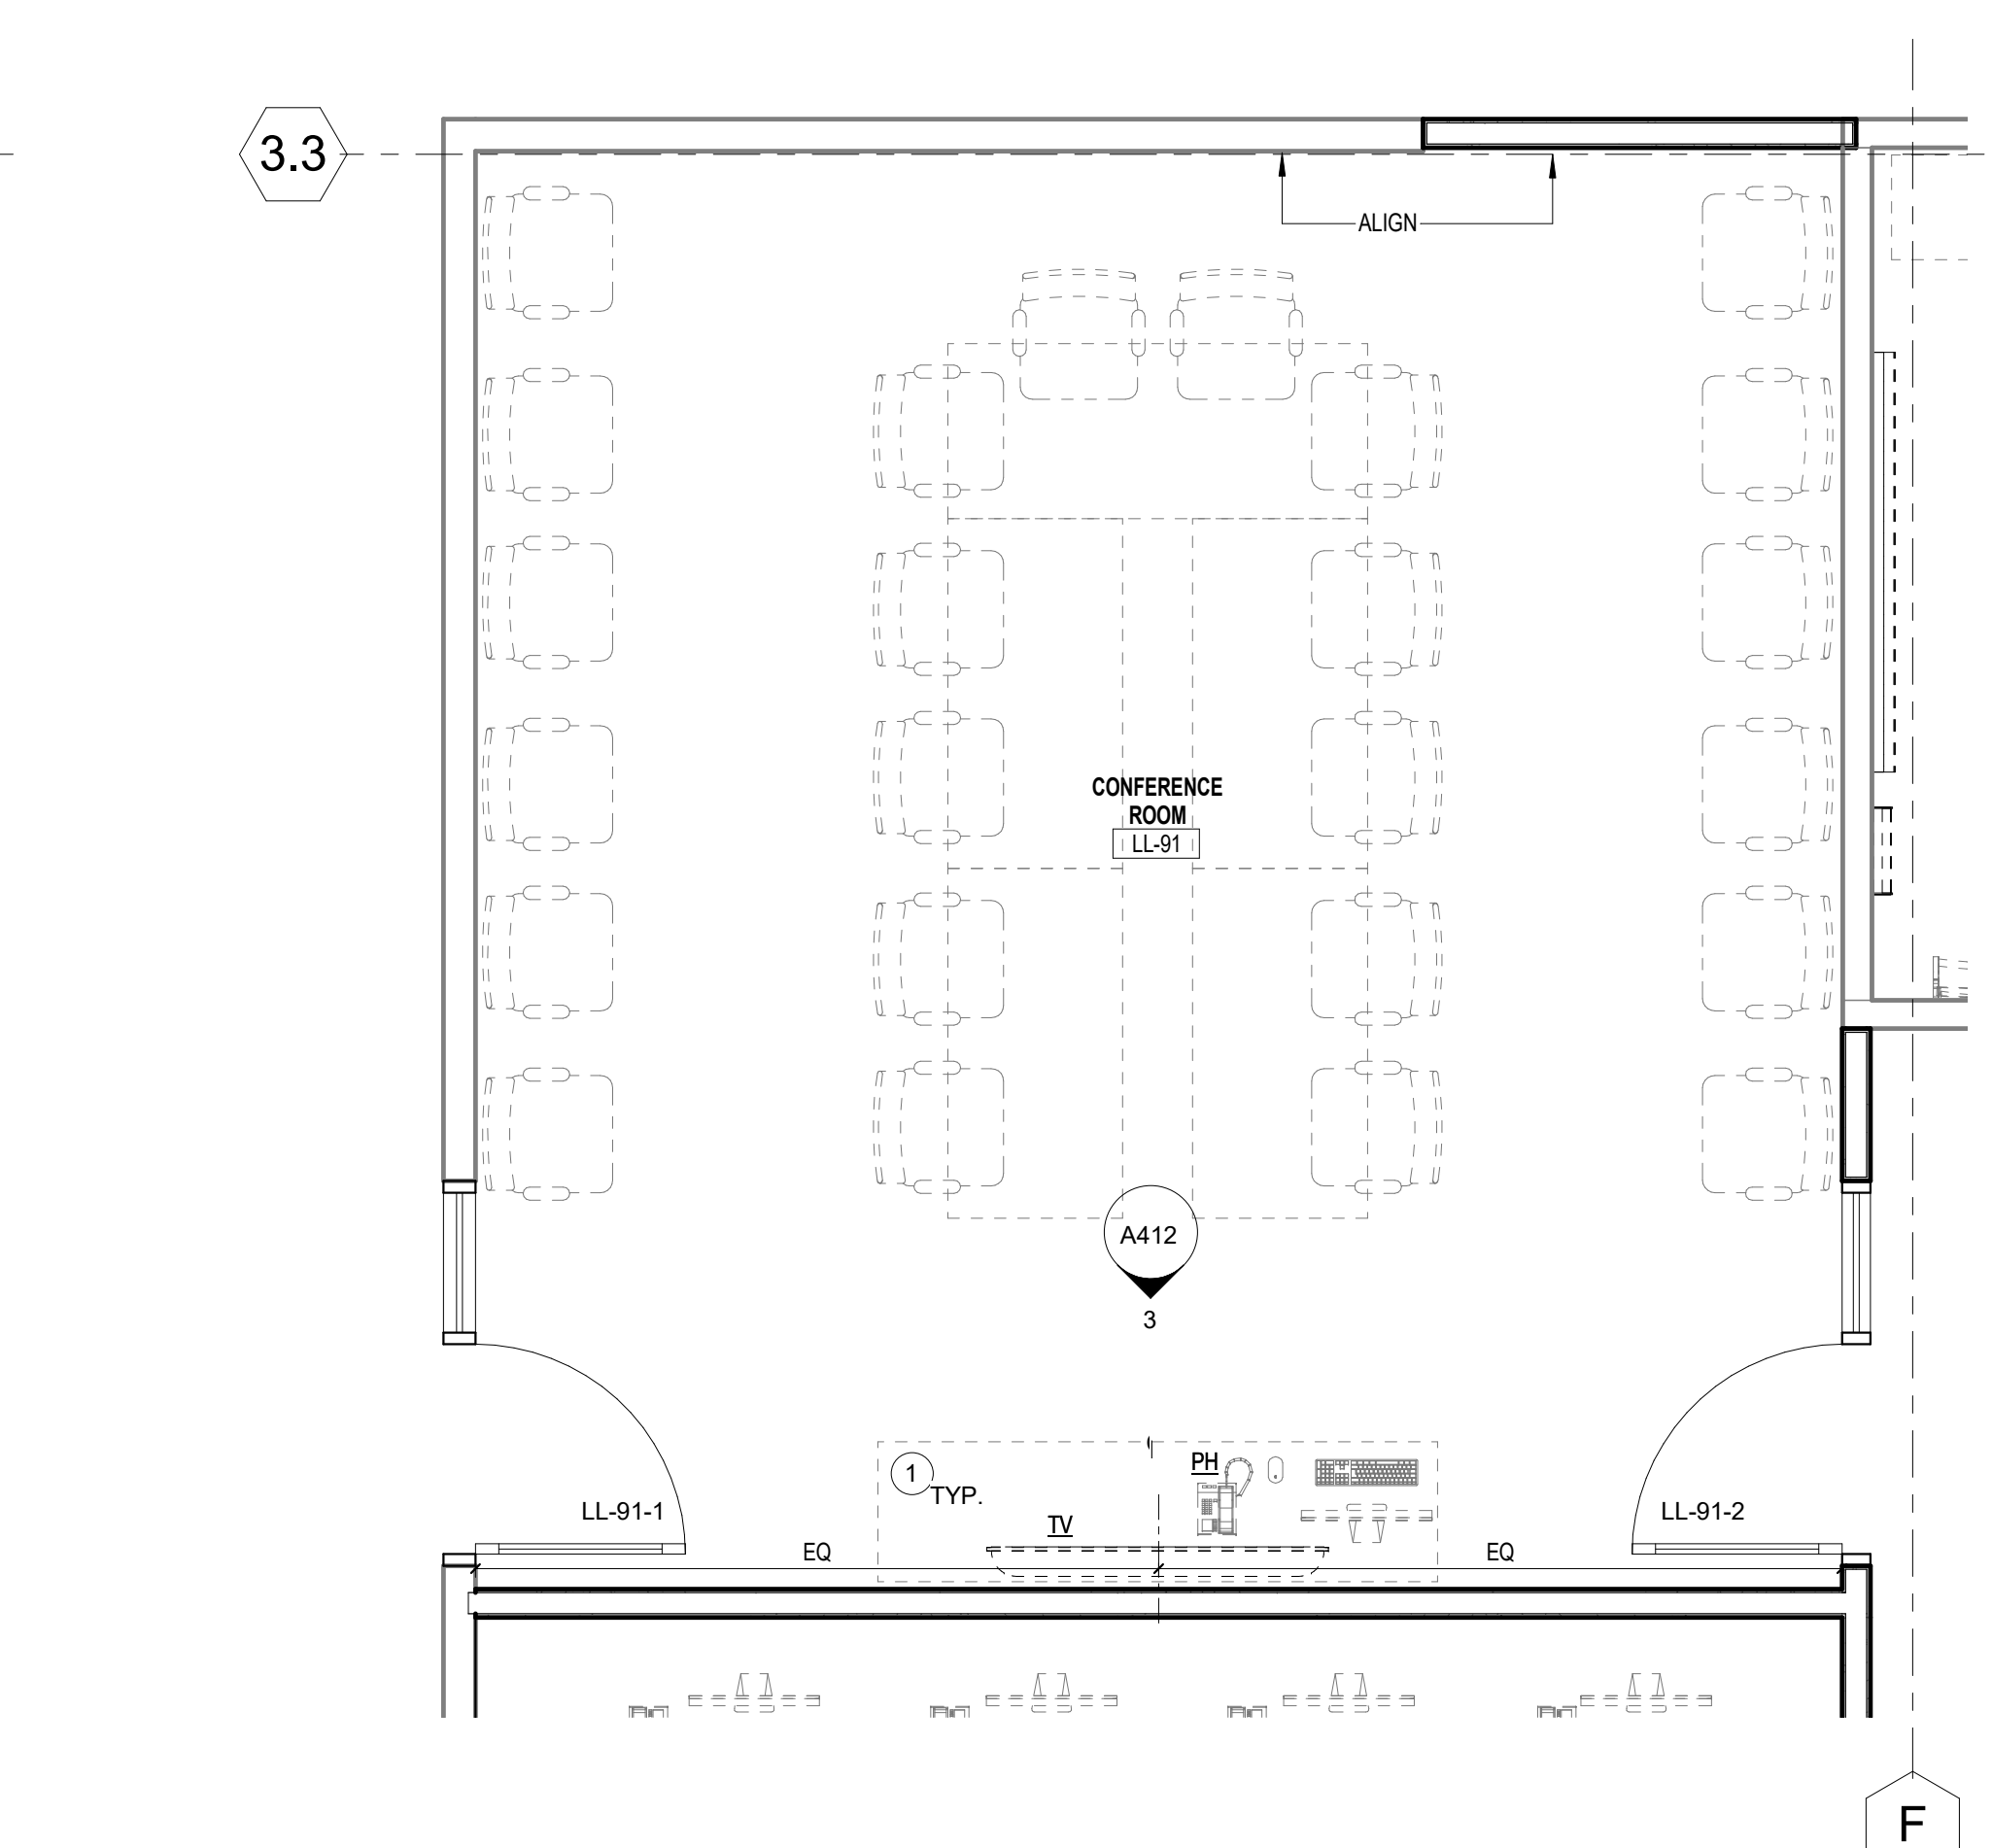 3.3
ALIGN
CONFERENCE
ROOM
LL-91
A412
3
1
TYP.
PH
TV
LL-91-1
LL-91-2
EQ
EQ
F